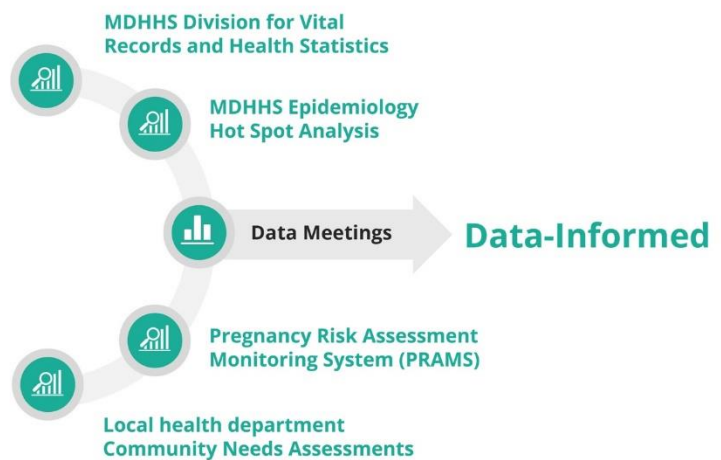 MDHHS Division for Vital
Records and Health Statistics
MDHHS Epidemiology
Hot Spot Analysis
Data Meetings
Data-Informed
Pregnancy Risk Assessment
Monitoring System (PRAMS)
Local health department
Community Needs Assessments